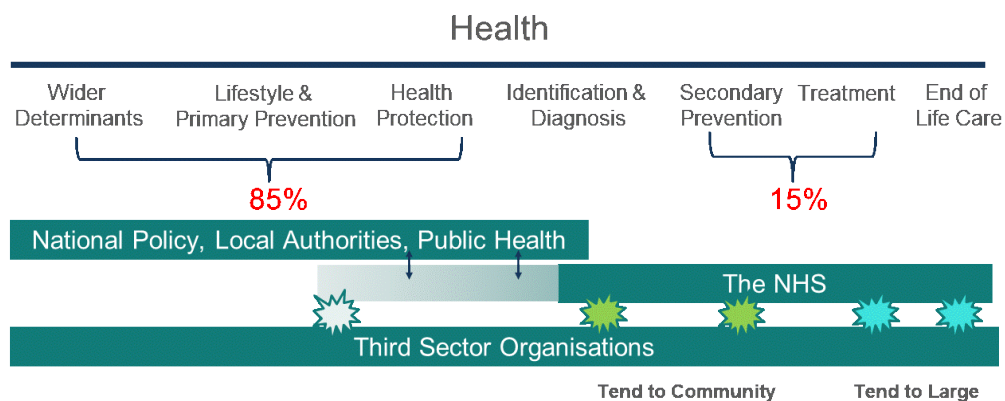 Health
Wider
Determinants
Lifestyle &
Primary Prevention
Health
Protection
Identification &
Diagnosis
Secondary
Prevention
Treatment
End of
Life Care
85%
15%
National Policy, Local Authorities, Public Health
The NHS
Third Sector Organisations
Tend to Community
Tend to Large